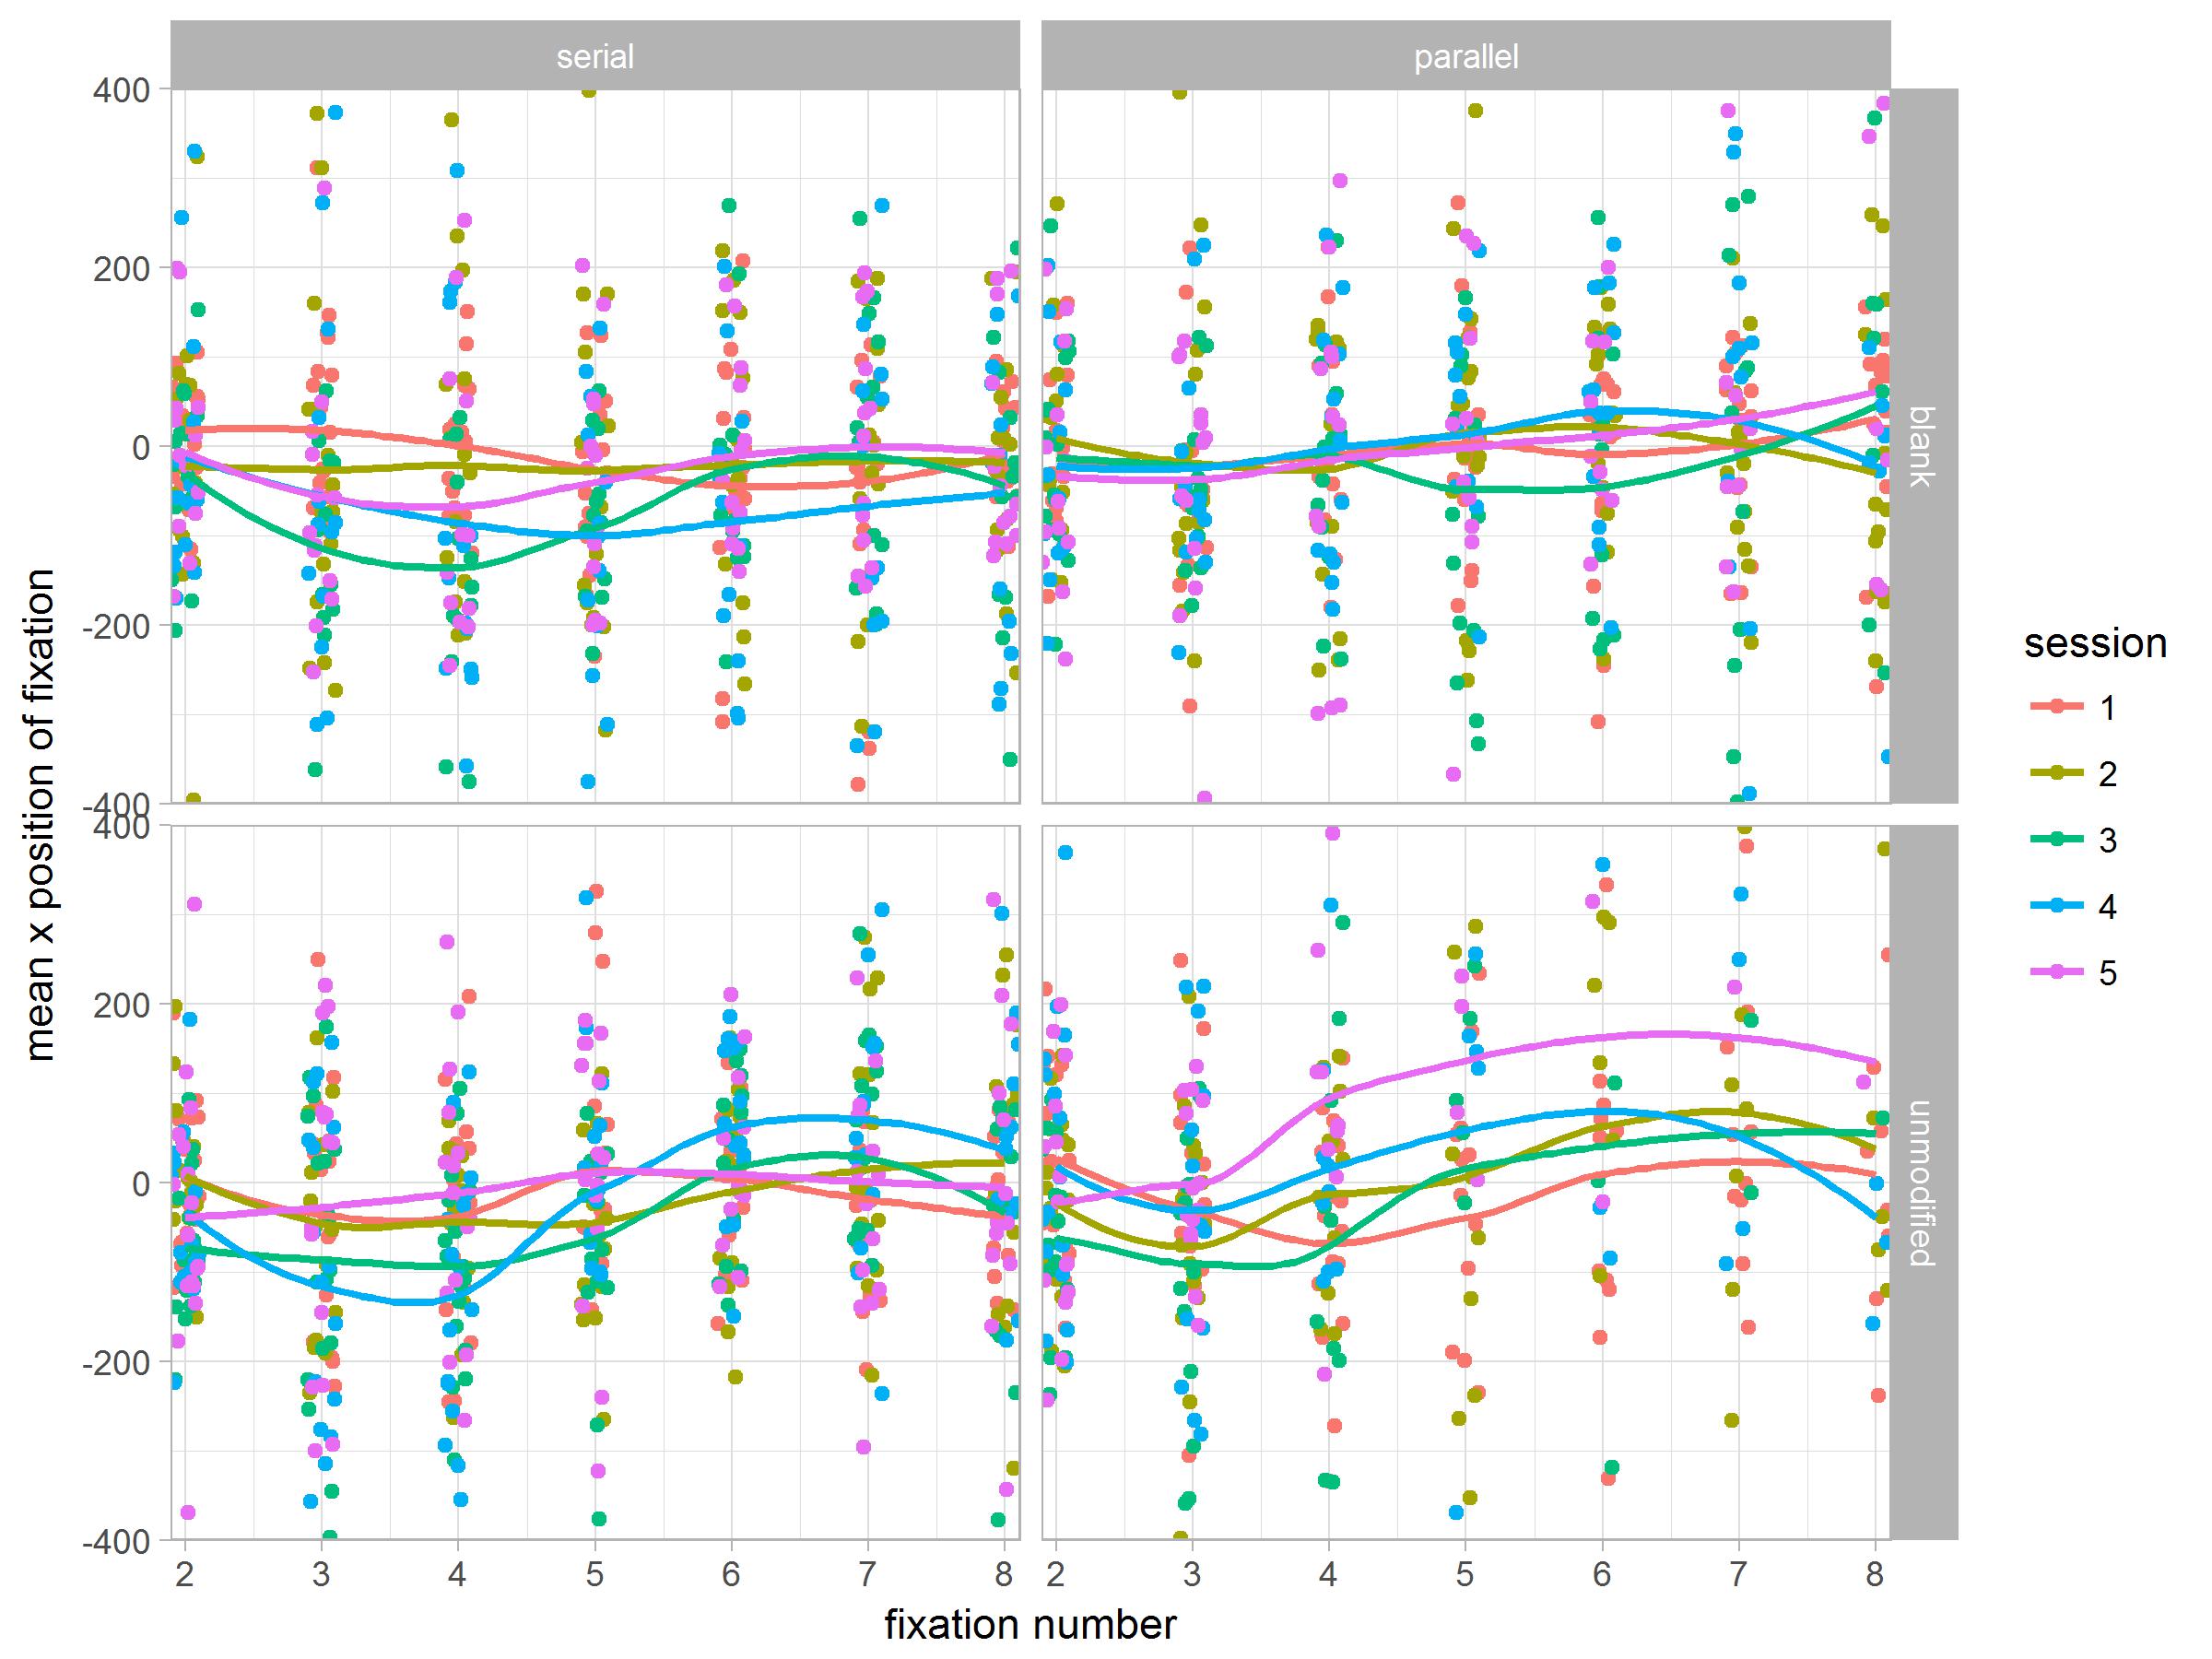 serial
parallel
400
200
0
-200
-400
blank
400
200
0
-200
-400
unmodified
2 3 4 5 6 7 8
2 3 4 5 6 7 8
fixation number
mean x position of fixation
session
1
2
3
4
5